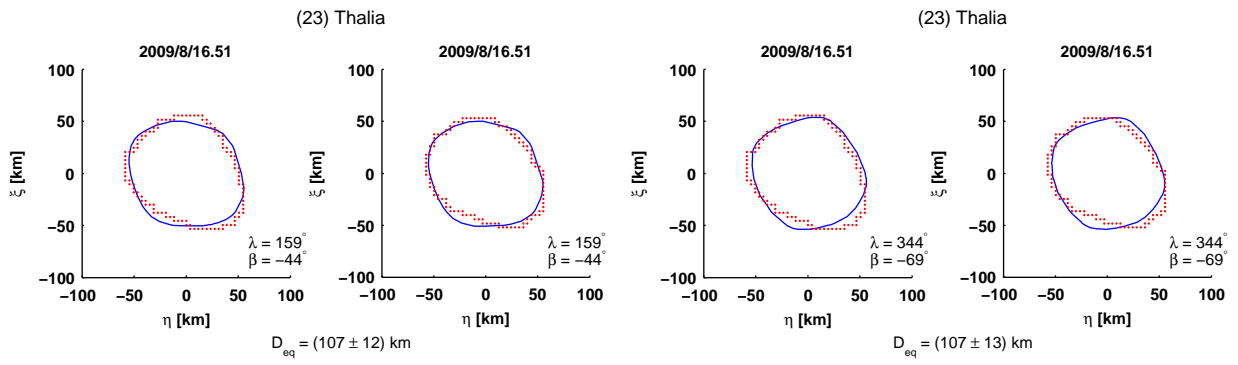 (23) Thalia
2009/8/16.51
100
50
0
−50
−100
ξ [km]
λ = 159°
β = −44°
−100 −50 0 50 100
η [km]
2009/8/16.51
100
50
0
−50
−100
ξ [km]
λ = 159°
β = −44°
−100 −50 0 50 100
η [km]
D_eq = (107 ± 12) km
(23) Thalia
2009/8/16.51
100
50
0
−50
−100
ξ [km]
λ = 344°
β = −69°
−100 −50 0 50 100
η [km]
2009/8/16.51
100
50
0
−50
−100
ξ [km]
λ = 344°
β = −69°
−100 −50 0 50 100
η [km]
D_eq = (107 ± 13) km